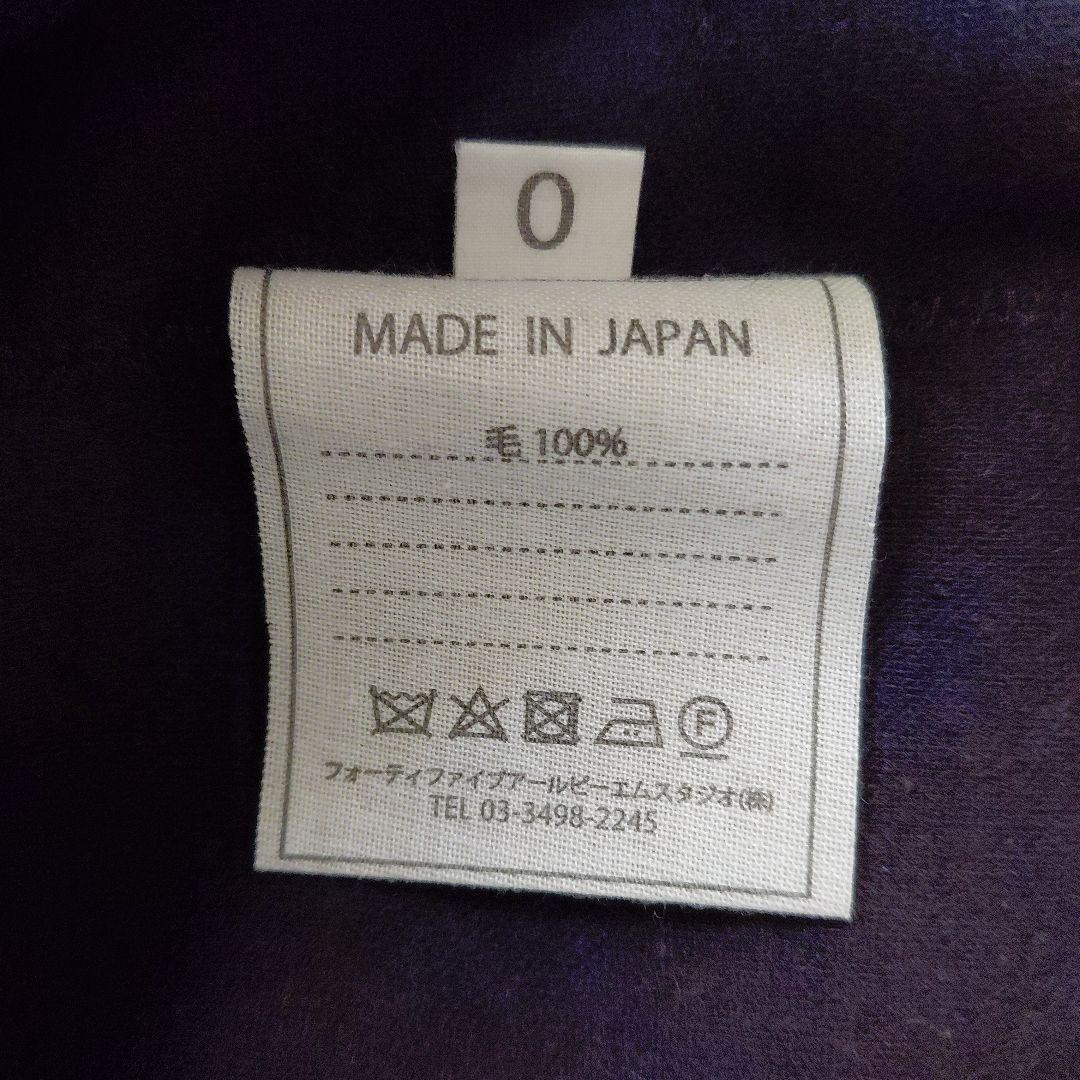 0
MADE IN JAPAN
毛 100%
F
フォーティファイブアールピーエムスタジオ(株)
TEL 03-3498-2245